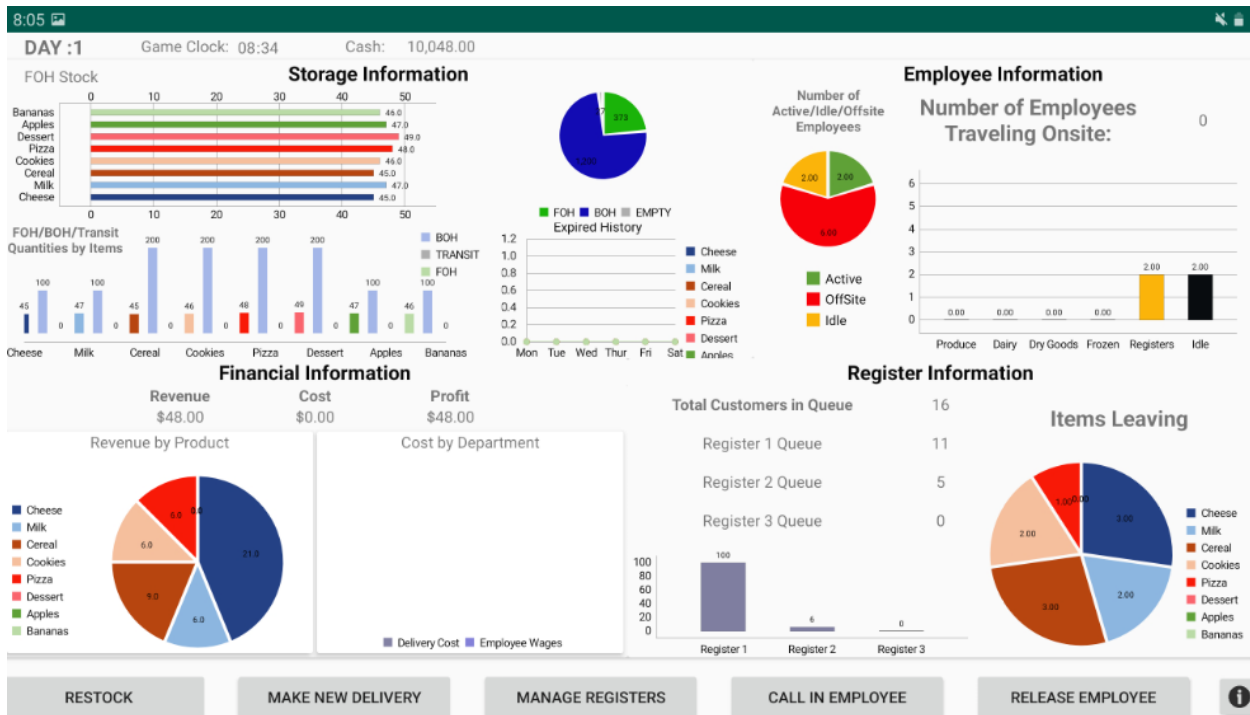 8:05
DAY :1 Game Clock: 08:34 Cash: 10,048.00
Storage Information
FOH Stock
0 10 20 30 40 50
Bananas 46.0
Apples 47.0
Dessert 49.0
Pizza 48.0
Cookies 46.0
Cereal 45.0
Milk 47.0
Cheese 45.0
0 10 20 30 40 50
373
1,200
FOH BOH EMPTY
FOH/BOH/Transit
Quantities by Items
BOH
TRANSIT
FOH
45 100 0
47 100 0
45 200 0
46 200 0
48 200 0
49 200 0
47 100 0
46 100 0
Cheese Milk Cereal Cookies Pizza Dessert Apples Bananas
Expired History
1.2
1.0
0.8
0.6
0.4
0.2
0.0
Mon Tue Wed Thur Fri Sat
Cheese
Milk
Cereal
Cookies
Pizza
Dessert
Apples
Employee Information
Number of
Active/Idle/Offsite
Employees
2.00 2.00
6.00
Active
OffSite
Idle
Number of Employees
Traveling Onsite: 0
6
5
4
3
2
1
0
0.00 0.00 0.00 0.00 2.00 2.00
Produce Dairy Dry Goods Frozen Registers Idle
Financial Information
Revenue Cost Profit
$48.00 $0.00 $48.00
Revenue by Product
Cheese
Milk
Cereal
Cookies
Pizza
Dessert
Apples
Bananas
6.0 0.0
6.0 21.0
9.0
6.0
Cost by Department
Delivery Cost Employee Wages
Register Information
Total Customers in Queue 16
Register 1 Queue 11
Register 2 Queue 5
Register 3 Queue 0
100
80
60
40
20
0
100 6 0
Register 1 Register 2 Register 3
Items Leaving
1.00 0.00
3.00
2.00
2.00
3.00
Cheese
Milk
Cereal
Cookies
Pizza
Dessert
Apples
Bananas
RESTOCK MAKE NEW DELIVERY MANAGE REGISTERS CALL IN EMPLOYEE RELEASE EMPLOYEE